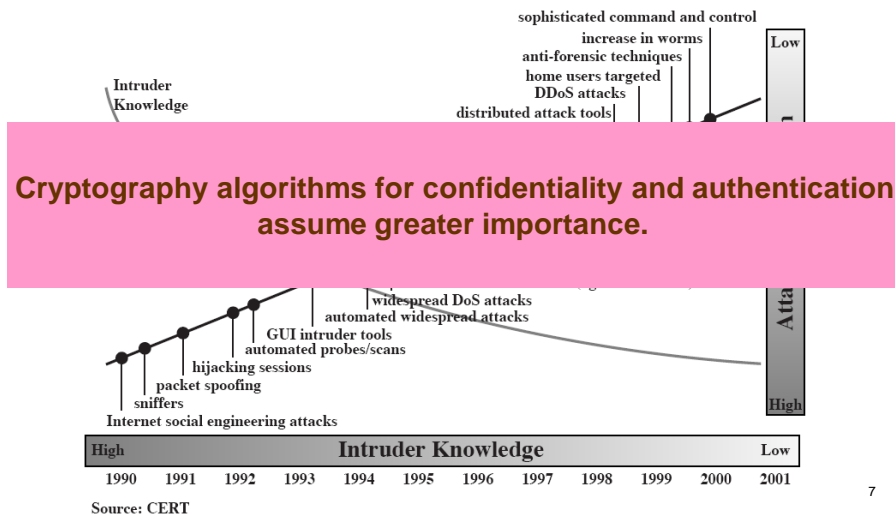 sophisticated command and control
increase in worms
anti-forensic techniques
home users targeted
DDoS attacks
distributed attack tools
Intruder
Knowledge
Low
Cryptography algorithms for confidentiality and authentication
assume greater importance.
widespread DoS attacks
automated widespread attacks
GUI intruder tools
automated probes/scans
hijacking sessions
packet spoofing
sniffers
Internet social engineering attacks
High
High
Intruder Knowledge
Low
1990 1991 1992 1993 1994 1995 1996 1997 1998 1999 2000 2001
Source: CERT
7